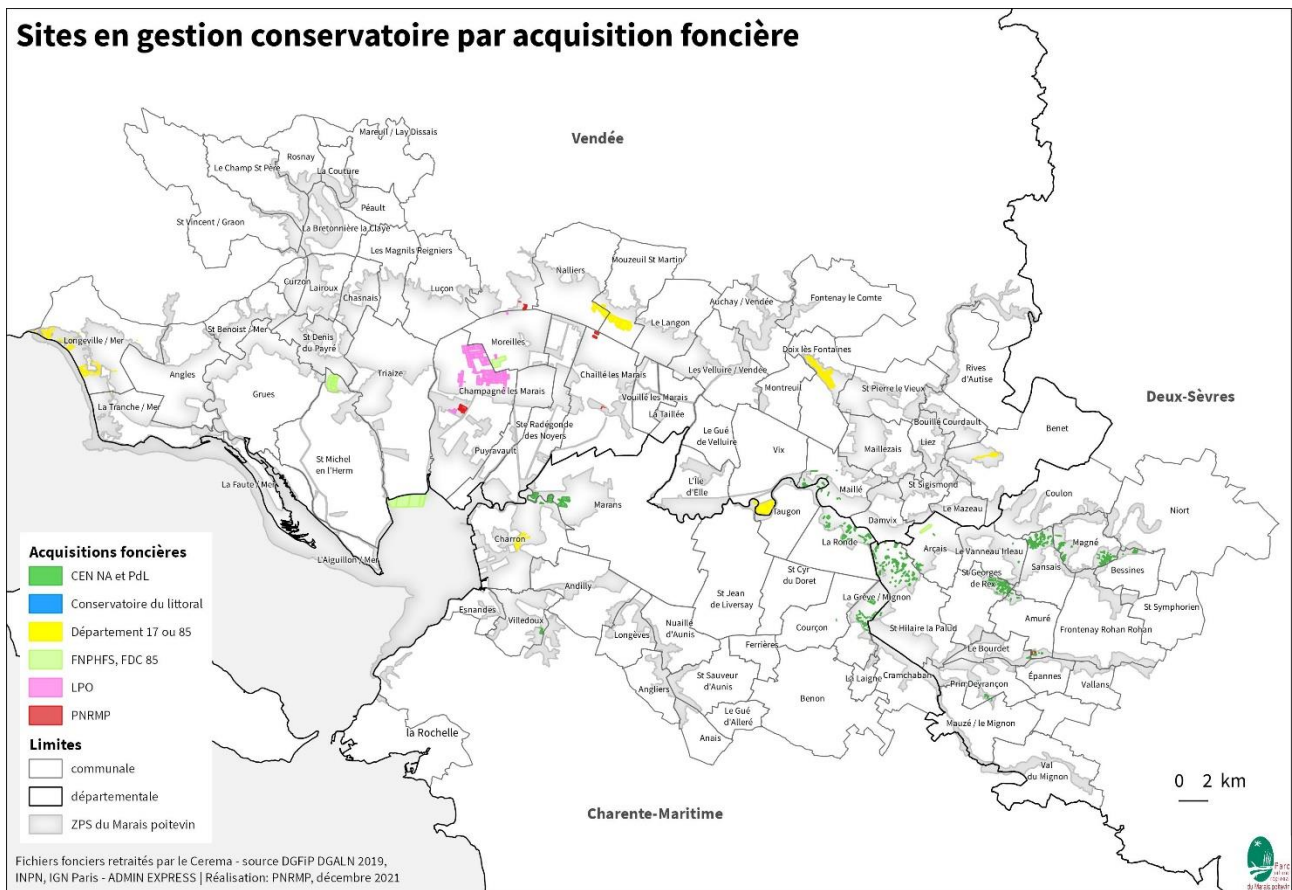 Sites en gestion conservatoire par acquisition foncière
Vendée
Mareuil / Lay Dissais
Rosnay
Le Champ St Père
La Couture
Péault
St Vincent / Graon
La Bretonnière la Claye
Les Magnils Reigniers
Mouzeuil St Martin
Nalliers
Curzon
Lairoux
Luçon
Chasnais
Auchay / Vendée
Fontenay le Comte
Le Langon
St Benoist / Mer
Longeville / Mer
St Denis
du Payré
Moreilles
Doix lès Fontaines
Rives
d'Autise
Angles
Triaize
Chaillé les Marais
Les Velluire / Vendée
Montreuil
St Pierre le Vieux
Deux-Sèvres
Grues
Champagné les Marais
Vouillé les Marais
La Taillée
Benet
La Tranche / Mer
Ste Radégonde
des Noyers
Le Gué
de Velluire
Bouillé Courdault
Liez
Maillezais
Puyravault
Vix
St Michel
en l'Herm
La Faute / Mer
L'Île
d'Elle
Maillé
St Sigismond
Coulon
Niort
Marans
Taugon
Damvix
Le Mazeau
Charron
La Ronde
Arçais
Le Vanneau Irleau
Magné
L'Aiguillon / Mer
Sansais
Bessines
St Cyr
du Doret
St Georges
de Rex
Andilly
St Jean
de Liversay
La Grève / Mignon
St Symphorien
Esnandes
Villedoux
Amuré
Nuaillé
d'Aunis
Courçon
St Hilaire la Palud
Frontenay Rohan Rohan
Longèves
Ferrières
Le Bourdet
St Sauveur
d'Aunis
La Laigne
Cramchaban
Épannes
Angliers
Prin Deyrançon
Vallans
Benon
Le Gué
d'Alleré
Mauzé / le Mignon
la Rochelle
Anais
Val
du Mignon
Charente-Maritime
0 2 km
Acquisitions foncières
CEN NA et PdL
Conservatoire du littoral
Département 17 ou 85
FNPHFS, FDC 85
LPO
PNRMP
Limites
communale
départementale
ZPS du Marais poitevin
Fichiers fonciers retraités par le Cerema - source DGFiP DGALN 2019,
INPN, IGN Paris - ADMIN EXPRESS | Réalisation: PNRMP, décembre 2021
Parc
naturel
régional
du Marais poitevin